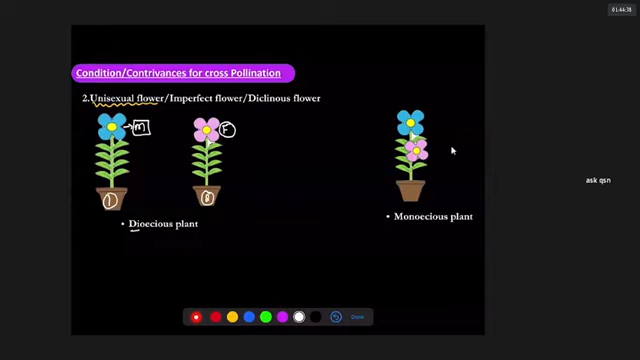 01:44:38
Condition/Contrivances for cross Pollination
2.Unisexual flower/Imperfect flower/Diclinous flower
m
F
1
• Dioecious plant
• Monoecious plant
ask qsn
Done